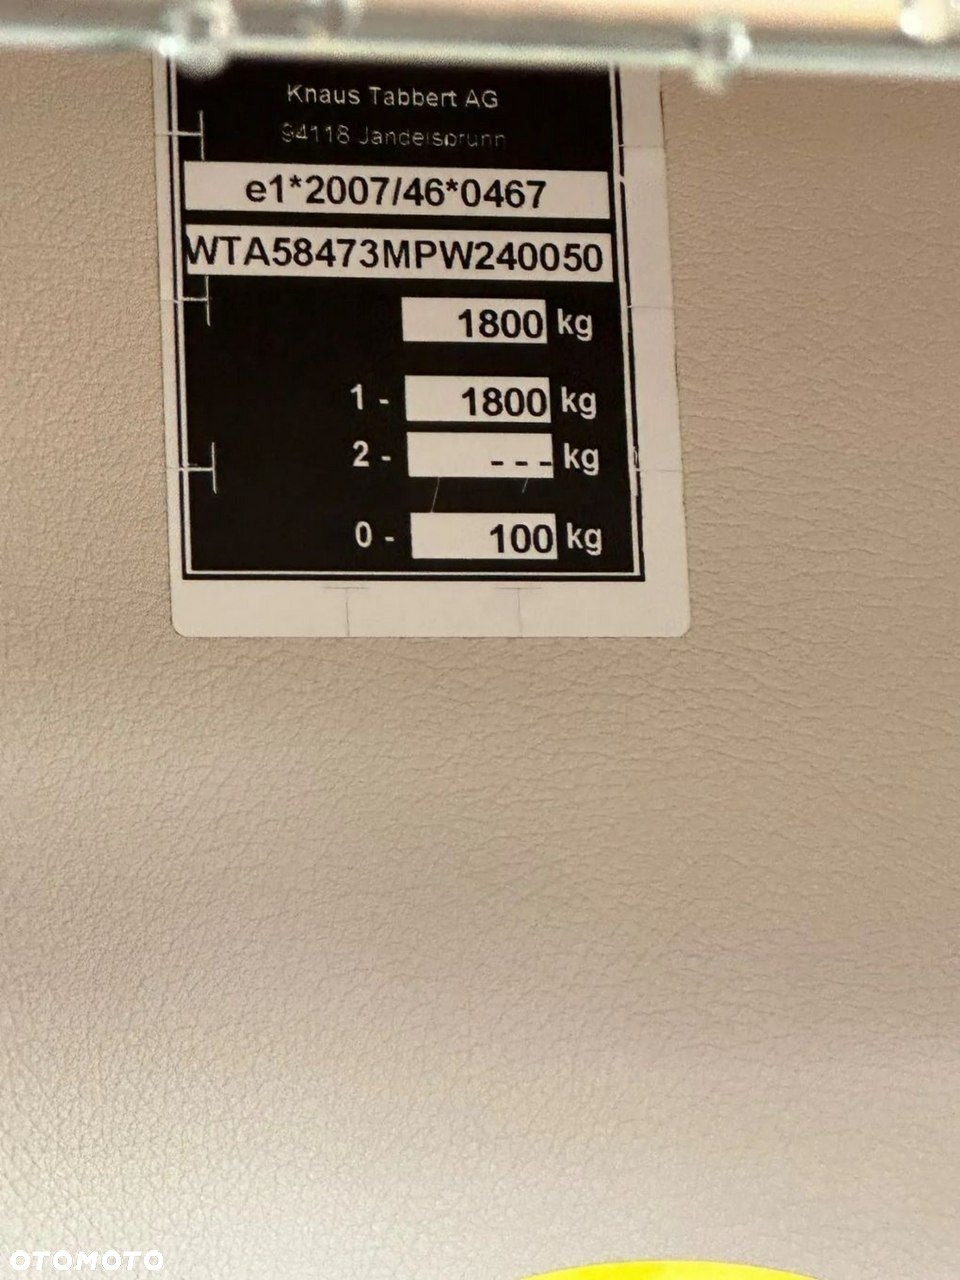 Knaus Tabbert AG
94118 Jandelsbrunn
e1*2007/46*0467
WTA58473MPW240050
1800 kg
1 - 1800 kg
2 - - - - kg
0 - 100 kg
OTOMOTO